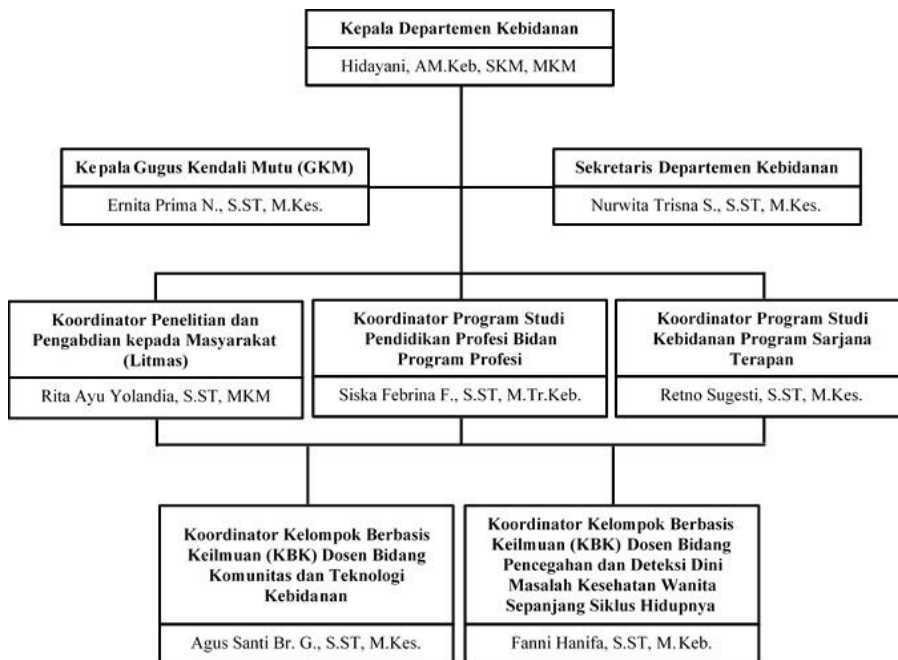 Kepala Departemen Kebidanan
Hidayani, AM.Keb, SKM, MKM
Kepala Gugus Kendali Mutu (GKM)
Ernita Prima N., S.ST, M.Kes.
Sekretaris Departemen Kebidanan
Nurwita Trisna S., S.ST, M.Kes.
Koordinator Penelitian dan
Pengabdian kepada Masyarakat
(Litmas)
Rita Ayu Yolandia, S.ST, MKM
Koordinator Program Studi
Pendidikan Profesi Bidan
Program Profesi
Siska Febrina F., S.ST, M.Tr.Keb.
Koordinator Program Studi
Kebidanan Program Sarjana
Terapan
Retno Sugesti, S.ST, M.Kes.
Koordinator Kelompok Berbasis
Keilmuan (KBK) Dosen Bidang
Komunitas dan Teknologi
Kebidanan
Agus Santi Br. G., S.ST, M.Kes.
Koordinator Kelompok Berbasis
Keilmuan (KBK) Dosen Bidang
Pencegahan dan Deteksi Dini
Masalah Kesehatan Wanita
Sepanjang Siklus Hidupnya
Fanni Hanifa, S.ST, M.Keb.